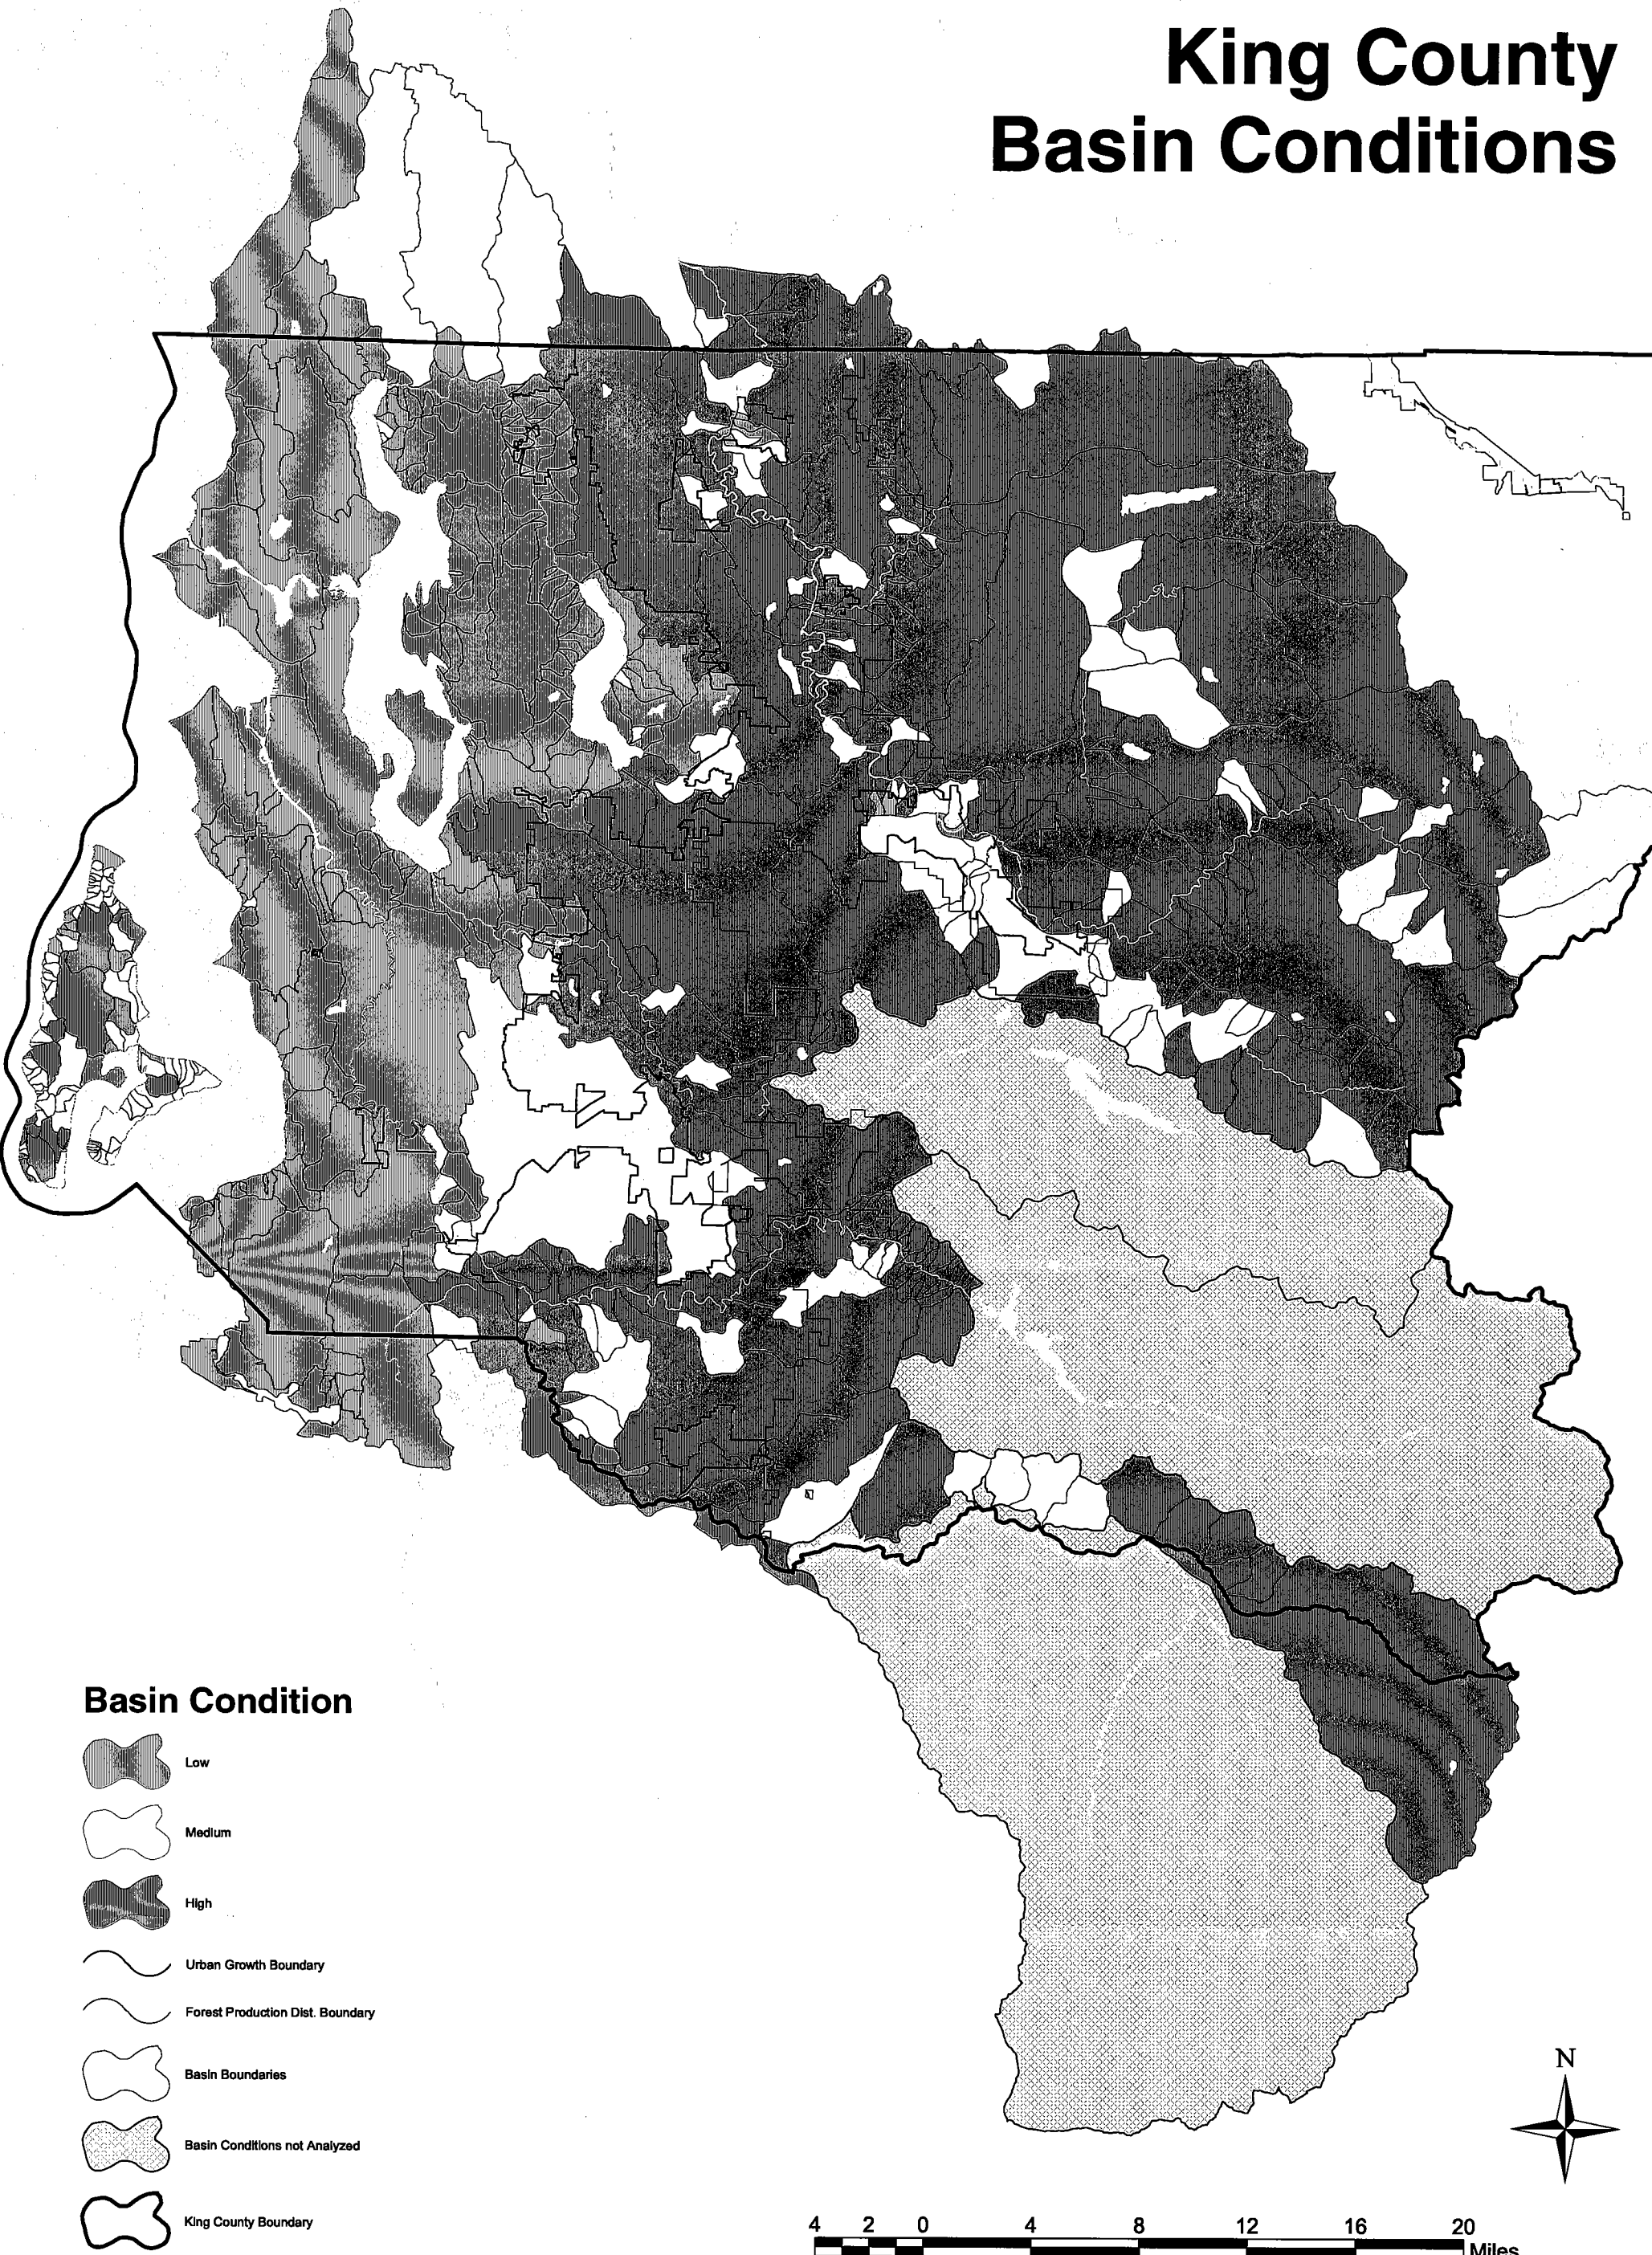 King County
Basin Conditions
Basin Condition
Low
Medium
High
Urban Growth Boundary
Forest Production Dist. Boundary
Basin Boundaries
Basin Conditions not Analyzed
King County Boundary
N
4 2 0 4 8 12 16 20
Miles